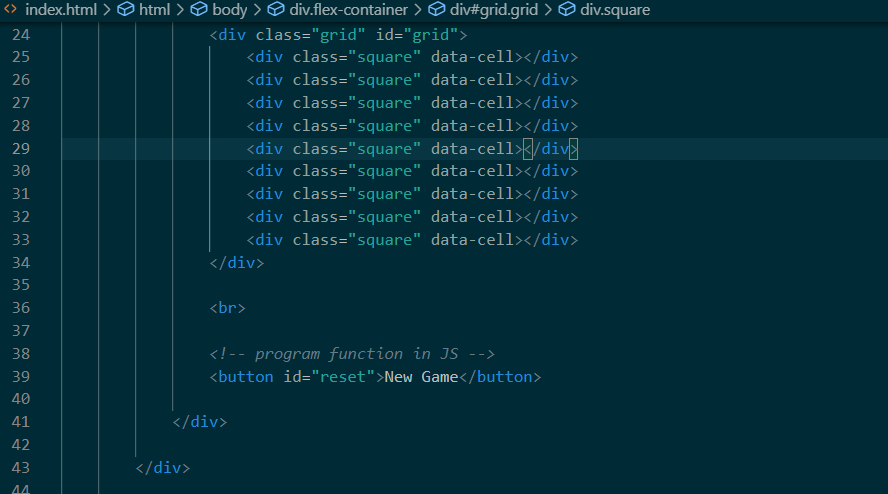 index.html > html > body > div.flex-container > div#grid.grid > div.square
24 <div class="grid" id="grid">
25 <div class="square" data-cell></div>
26 <div class="square" data-cell></div>
27 <div class="square" data-cell></div>
28 <div class="square" data-cell></div>
29 <div class="square" data-cell></div>
30 <div class="square" data-cell></div>
31 <div class="square" data-cell></div>
32 <div class="square" data-cell></div>
33 <div class="square" data-cell></div>
34 </div>
35
36 <br>
37
38 <!-- program function in JS -->
39 <button id="reset">New Game</button>
40
41 </div>
42
43 </div>
44